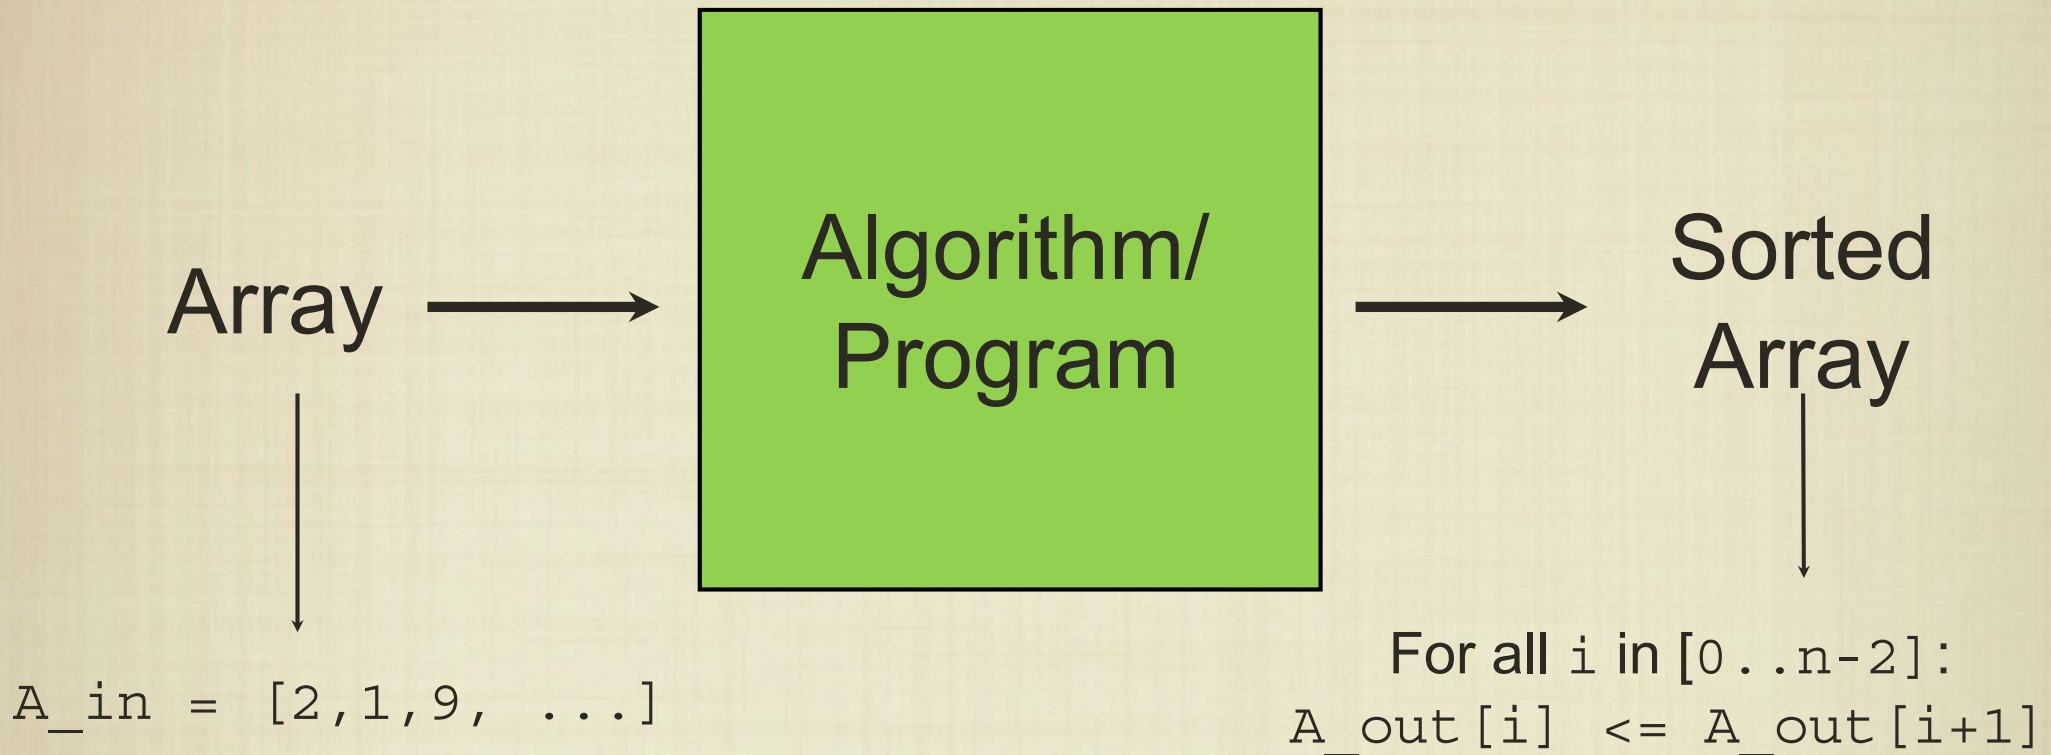 Array
Algorithm/
Program
Sorted
Array
A_in = [2,1,9, ...]
For all i in [0..n-2]:
A_out[i] <= A_out[i+1]